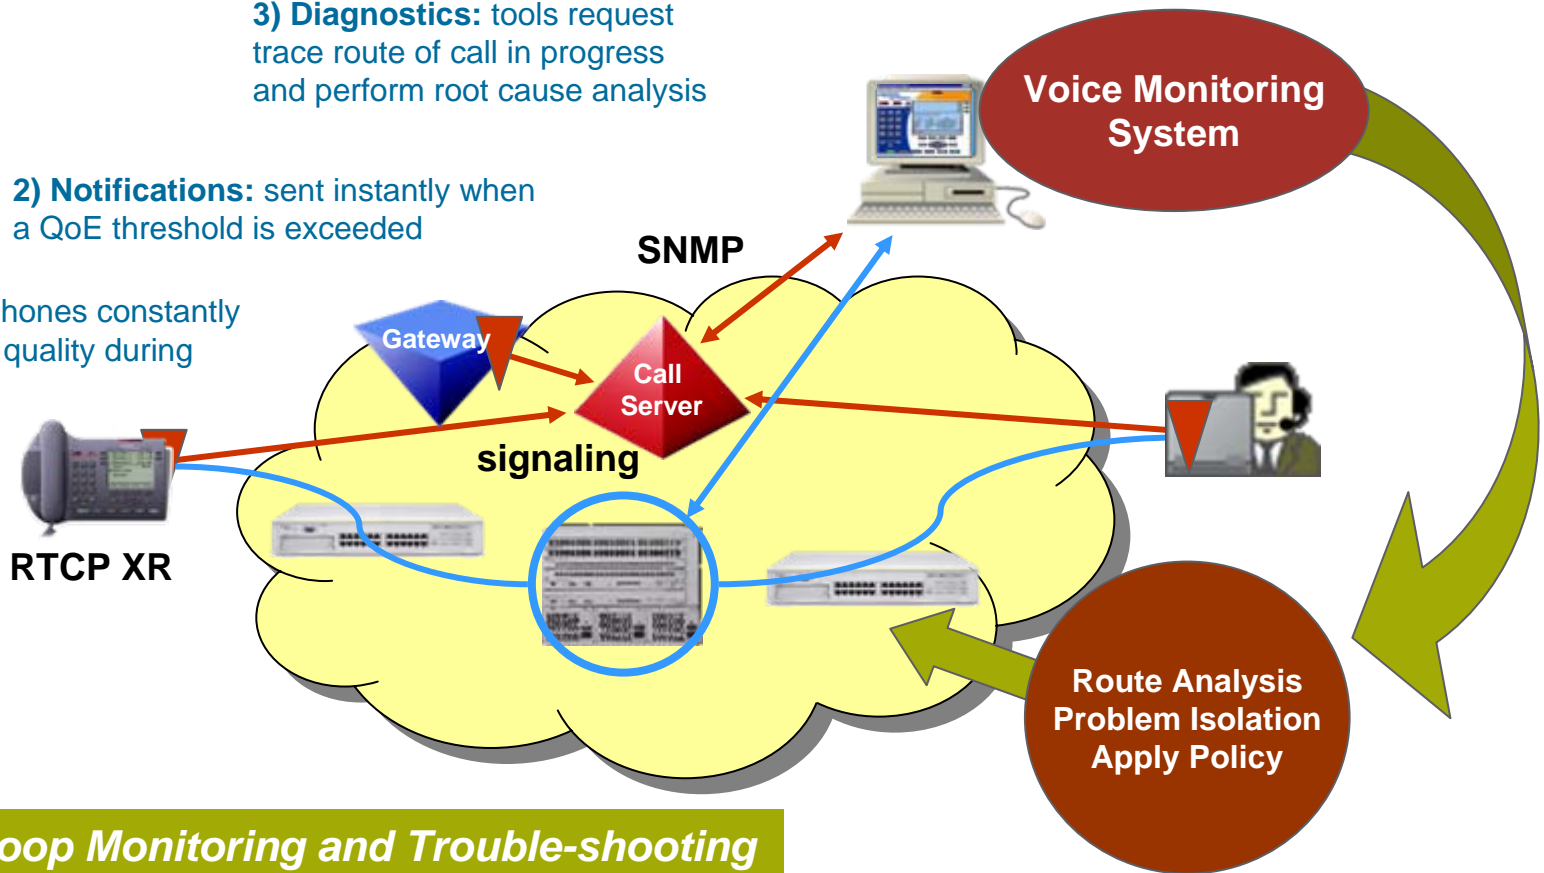 3) Diagnostics: tools request
trace route of call in progress
and perform root cause analysis
Voice Monitoring
System
2) Notifications: sent instantly when
a QoE threshold is exceeded
SNMP
hones constantly
quality during
Gateway
Call
Server
signaling
RTCP XR
Route Analysis
Problem Isolation
Apply Policy
oop Monitoring and Trouble-shooting